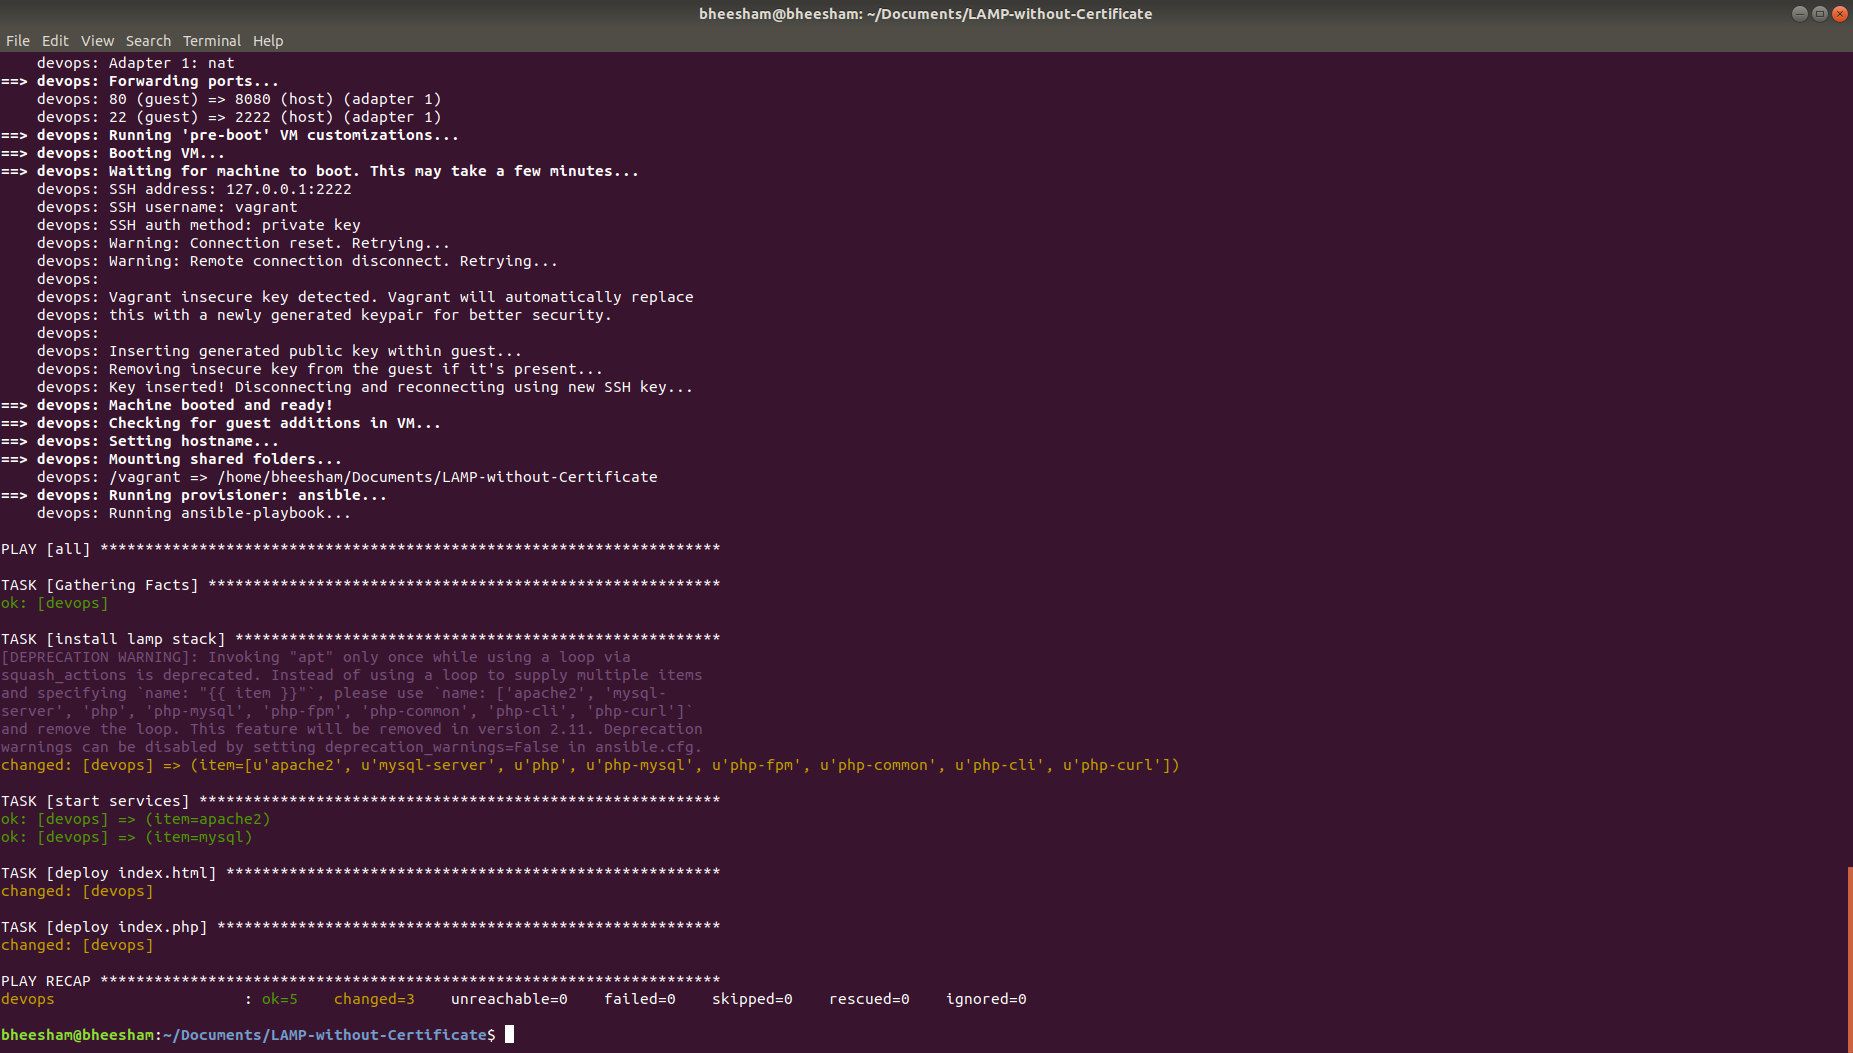 bheesham@bheesham: ~/Documents/LAMP-without-Certificate
File Edit View Search Terminal Help
    devops: Adapter 1: nat
==> devops: Forwarding ports...
    devops: 80 (guest) => 8080 (host) (adapter 1)
    devops: 22 (guest) => 2222 (host) (adapter 1)
==> devops: Running 'pre-boot' VM customizations...
==> devops: Booting VM...
==> devops: Waiting for machine to boot. This may take a few minutes...
    devops: SSH address: 127.0.0.1:2222
    devops: SSH username: vagrant
    devops: SSH auth method: private key
    devops: Warning: Connection reset. Retrying...
    devops: Warning: Remote connection disconnect. Retrying...
    devops:
    devops: Vagrant insecure key detected. Vagrant will automatically replace
    devops: this with a newly generated keypair for better security.
    devops:
    devops: Inserting generated public key within guest...
    devops: Removing insecure key from the guest if it's present...
    devops: Key inserted! Disconnecting and reconnecting using new SSH key...
==> devops: Machine booted and ready!
==> devops: Checking for guest additions in VM...
==> devops: Setting hostname...
==> devops: Mounting shared folders...
    devops: /vagrant => /home/bheesham/Documents/LAMP-without-Certificate
==> devops: Running provisioner: ansible...
    devops: Running ansible-playbook...
PLAY [all] *********************************************************************
TASK [Gathering Facts] *********************************************************
ok: [devops]
TASK [install lamp stack] ******************************************************
[DEPRECATION WARNING]: Invoking "apt" only once while using a loop via
squash_actions is deprecated. Instead of using a loop to supply multiple items
and specifying `name: "{{ item }}"`, please use `name: ['apache2', 'mysql-
server', 'php', 'php-mysql', 'php-fpm', 'php-common', 'php-cli', 'php-curl']`
and remove the loop. This feature will be removed in version 2.11. Deprecation
warnings can be disabled by setting deprecation_warnings=False in ansible.cfg.
changed: [devops] => (item=[u'apache2', u'mysql-server', u'php', u'php-mysql', u'php-fpm', u'php-common', u'php-cli', u'php-curl'])
TASK [start services] **********************************************************
ok: [devops] => (item=apache2)
ok: [devops] => (item=mysql)
TASK [deploy index.html] *******************************************************
changed: [devops]
TASK [deploy index.php] ********************************************************
changed: [devops]
PLAY RECAP *********************************************************************
devops                     : ok=5    changed=3    unreachable=0    failed=0    skipped=0    rescued=0    ignored=0
bheesham@bheesham:~/Documents/LAMP-without-Certificate$